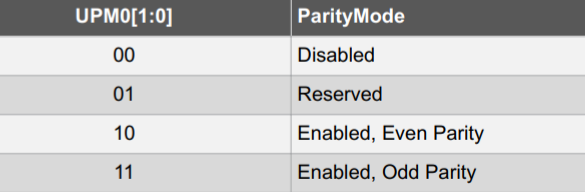 UPM0[1:0] ParityMode
00 Disabled
01 Reserved
10 Enabled, Even Parity
11 Enabled, Odd Parity